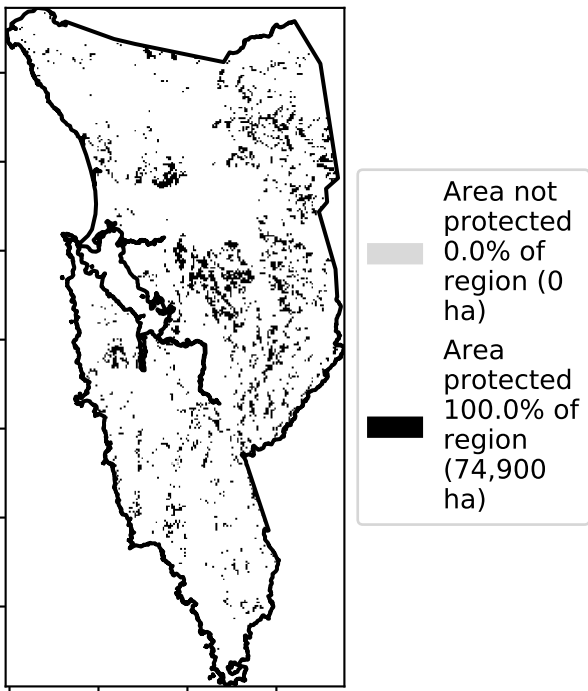 Area not
protected
0.0% of
region (0
ha)
Area
protected
100.0% of
region
(74,900
ha)